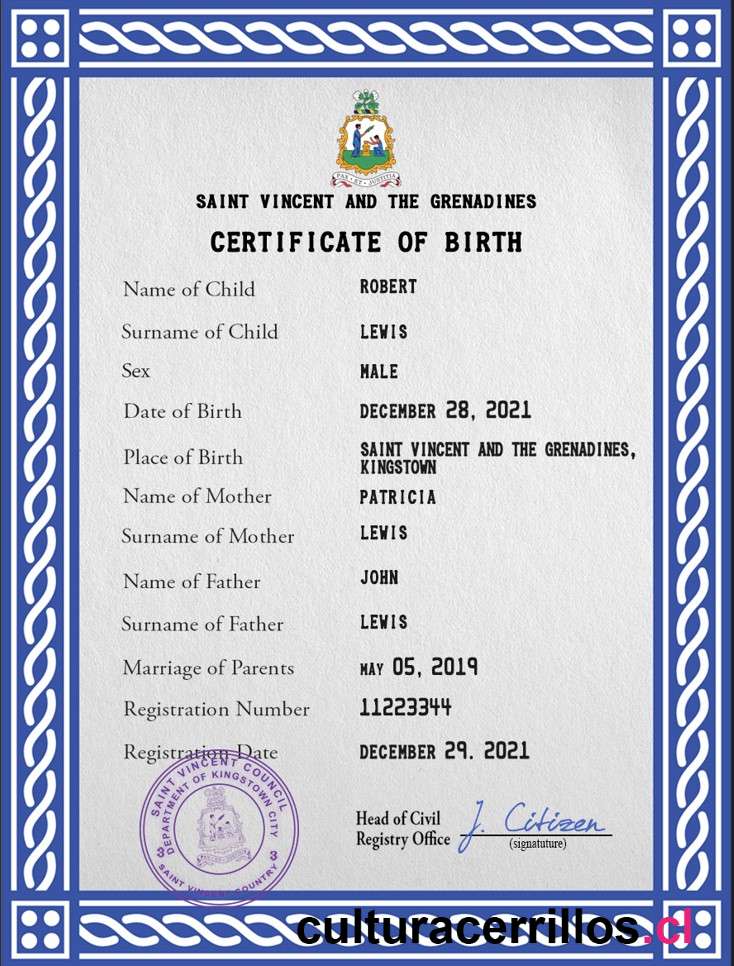 PAX · ET · JUSTITIA
SAINT VINCENT AND THE GRENADINES
CERTIFICATE OF BIRTH
Name of Child ROBERT
Surname of Child LEWIS
Sex MALE
Date of Birth DECEMBER 28, 2021
Place of Birth SAINT VINCENT AND THE GRENADINES,
KINGSTOWN
Name of Mother PATRICIA
Surname of Mother LEWIS
Name of Father JOHN
Surname of Father LEWIS
Marriage of Parents MAY 05, 2019
Registration Number 11223344
Registration Date DECEMBER 29. 2021
SAINT VINCENT COUNCIL
DEPARTMENT OF KINGSTOWN CITY
3 3
SAINT VINCENT COUNTRY
Head of Civil
Registry Office J. Citizen
(signatuture)
culturacerrillos.cl